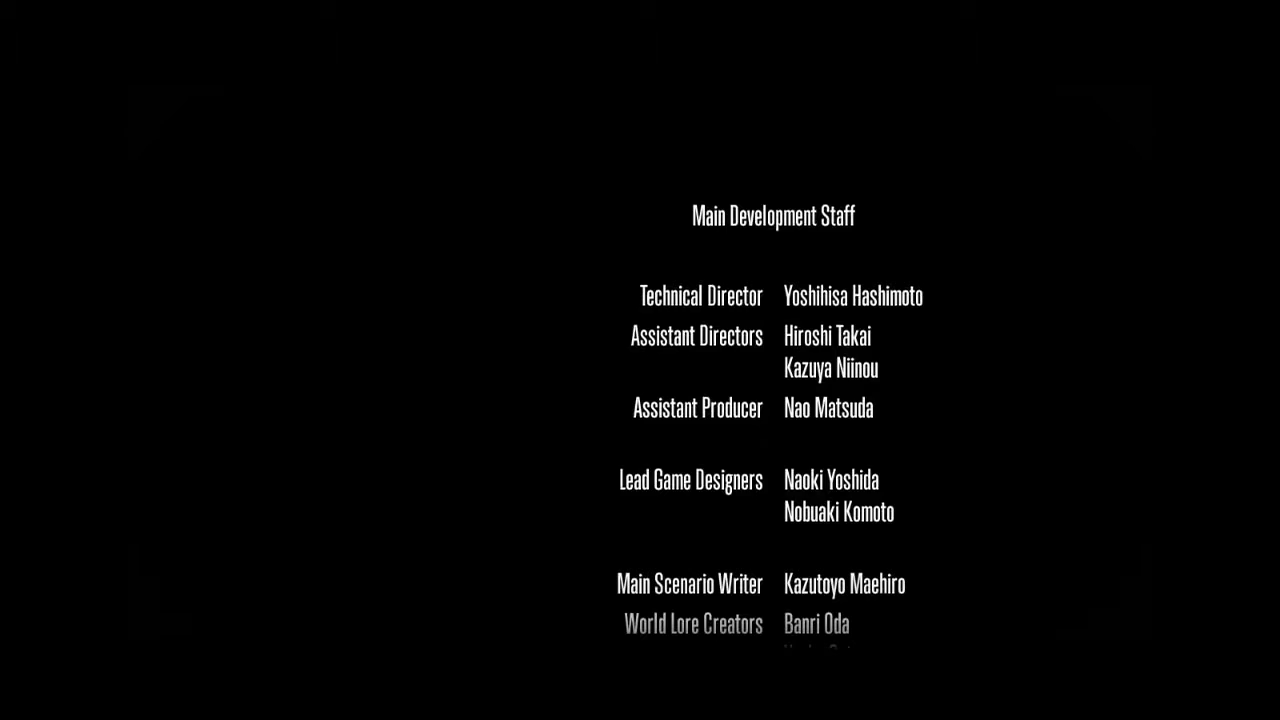 Main Development Staff
Technical Director Yoshihisa Hashimoto
Assistant Directors Hiroshi Takai
Kazuya Niinou
Assistant Producer Nao Matsuda
Lead Game Designers Naoki Yoshida
Nobuaki Komoto
Main Scenario Writer Kazutoyo Maehiro
World Lore Creators Banri Oda